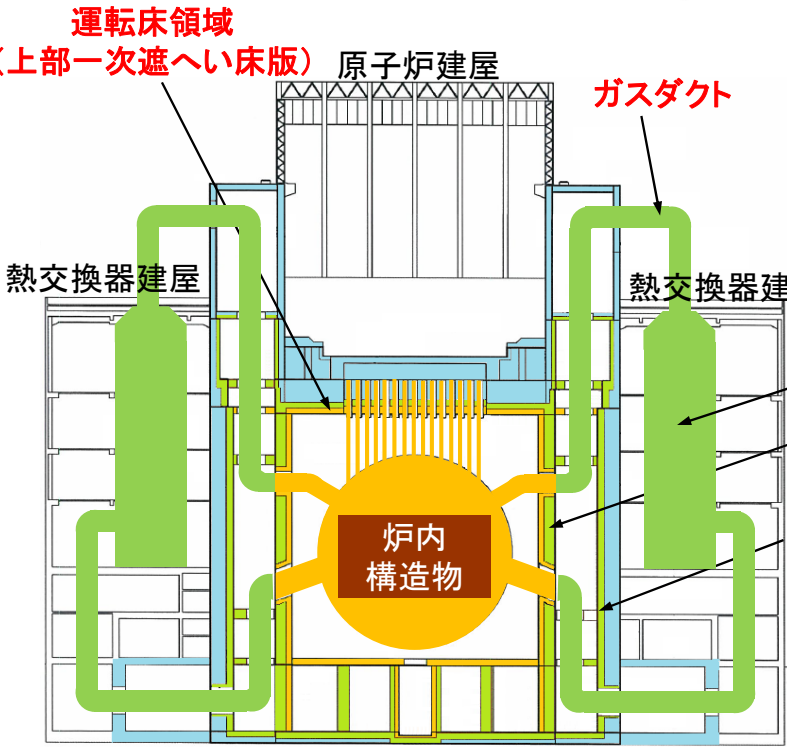 運転床領域
(上部一次遮へい床版)
原子炉建屋
ガスダクト
熱交換器建屋
熱交換器建
炉内
構造物